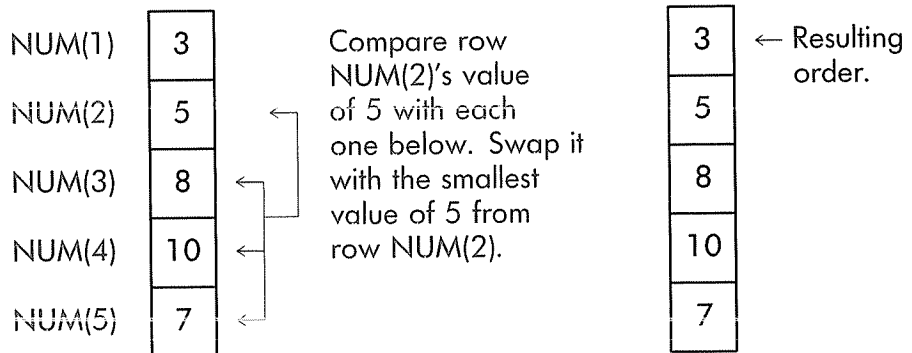 NUM(1) 3
NUM(2) 5
NUM(3) 8
NUM(4) 10
NUM(5) 7
Compare row
NUM(2)'s value
of 5 with each
one below. Swap it
with the smallest
value of 5 from
row NUM(2).
3
5
8
10
7
← Resulting
order.